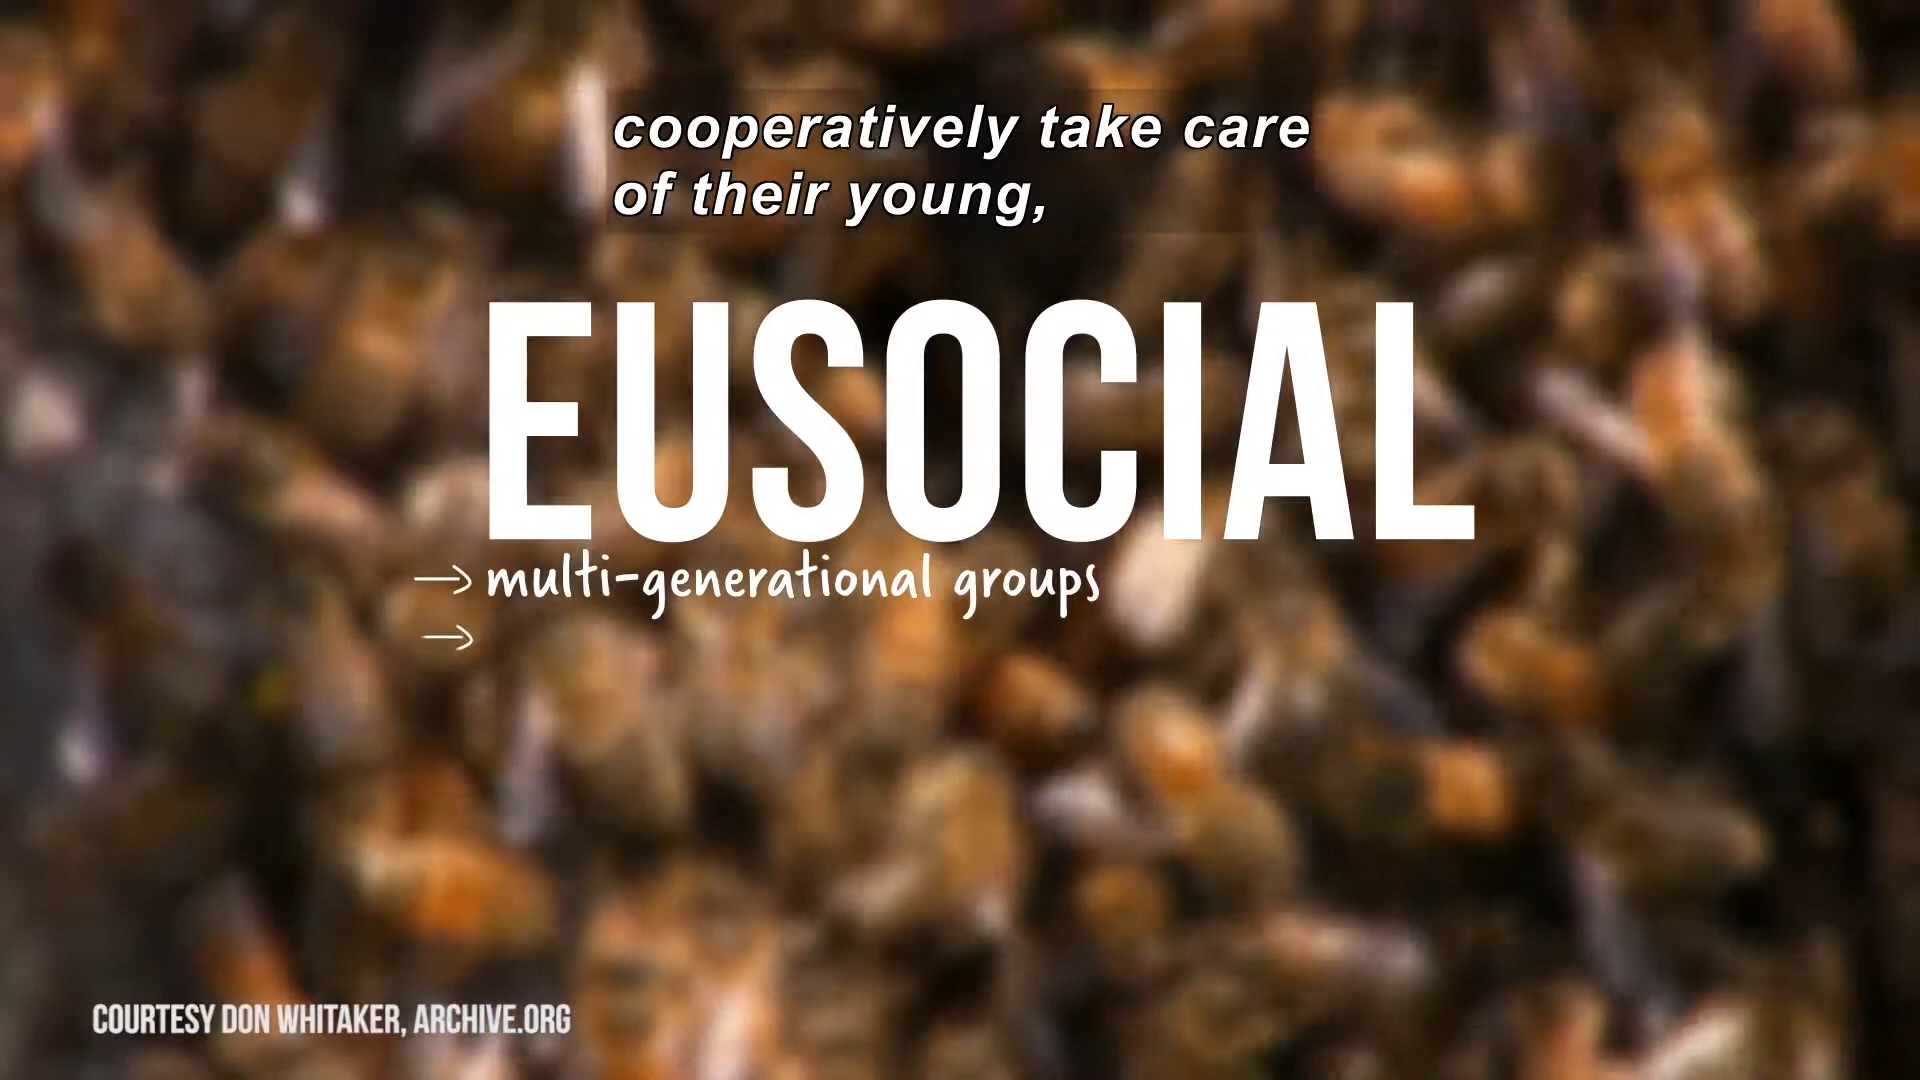 cooperatively take care
of their young,
EUSOCIAL
→ multi-generational groups
→
COURTESY DON WHITAKER, ARCHIVE.ORG